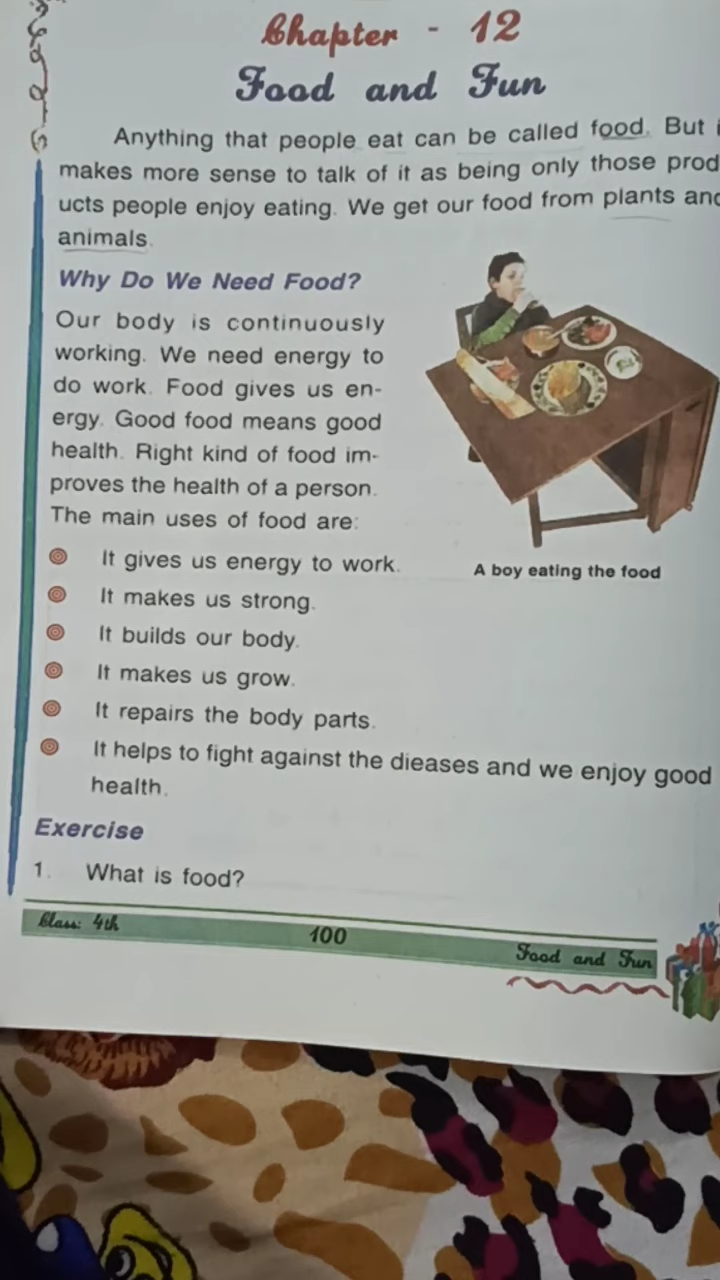 Chapter - 12
Food and Fun
Anything that people eat can be called food. But
makes more sense to talk of it as being only those prod
ucts people enjoy eating. We get our food from plants and
animals.
Why Do We Need Food?
Our body is continuously
working. We need energy to
do work. Food gives us en-
ergy. Good food means good
health. Right kind of food im-
proves the health of a person.
The main uses of food are:
It gives us energy to work.
A boy eating the food
It makes us strong.
It builds our body.
It makes us grow.
It repairs the body parts.
It helps to fight against the dieases and we enjoy good
health.
Exercise
1. What is food?
Class: 4th 100 Food and Fun